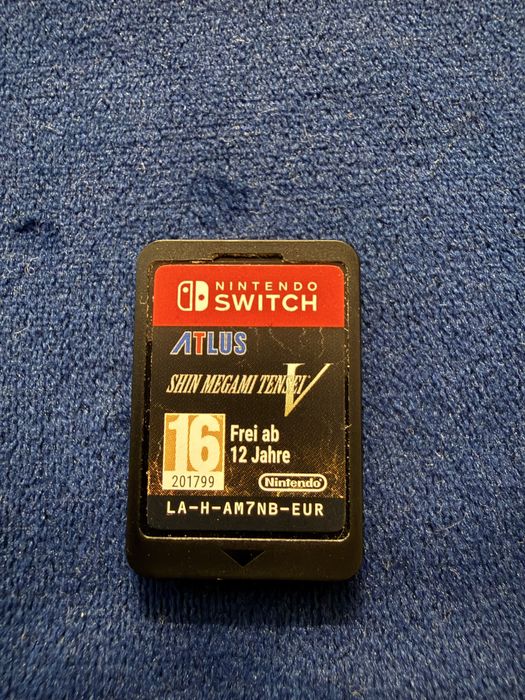 NINTENDO
SWITCH
ATLUS
SHIN MEGAMI TENSEI V
16
201799
Frei ab
12 Jahre
Nintendo
LA-H-AM7NB-EUR